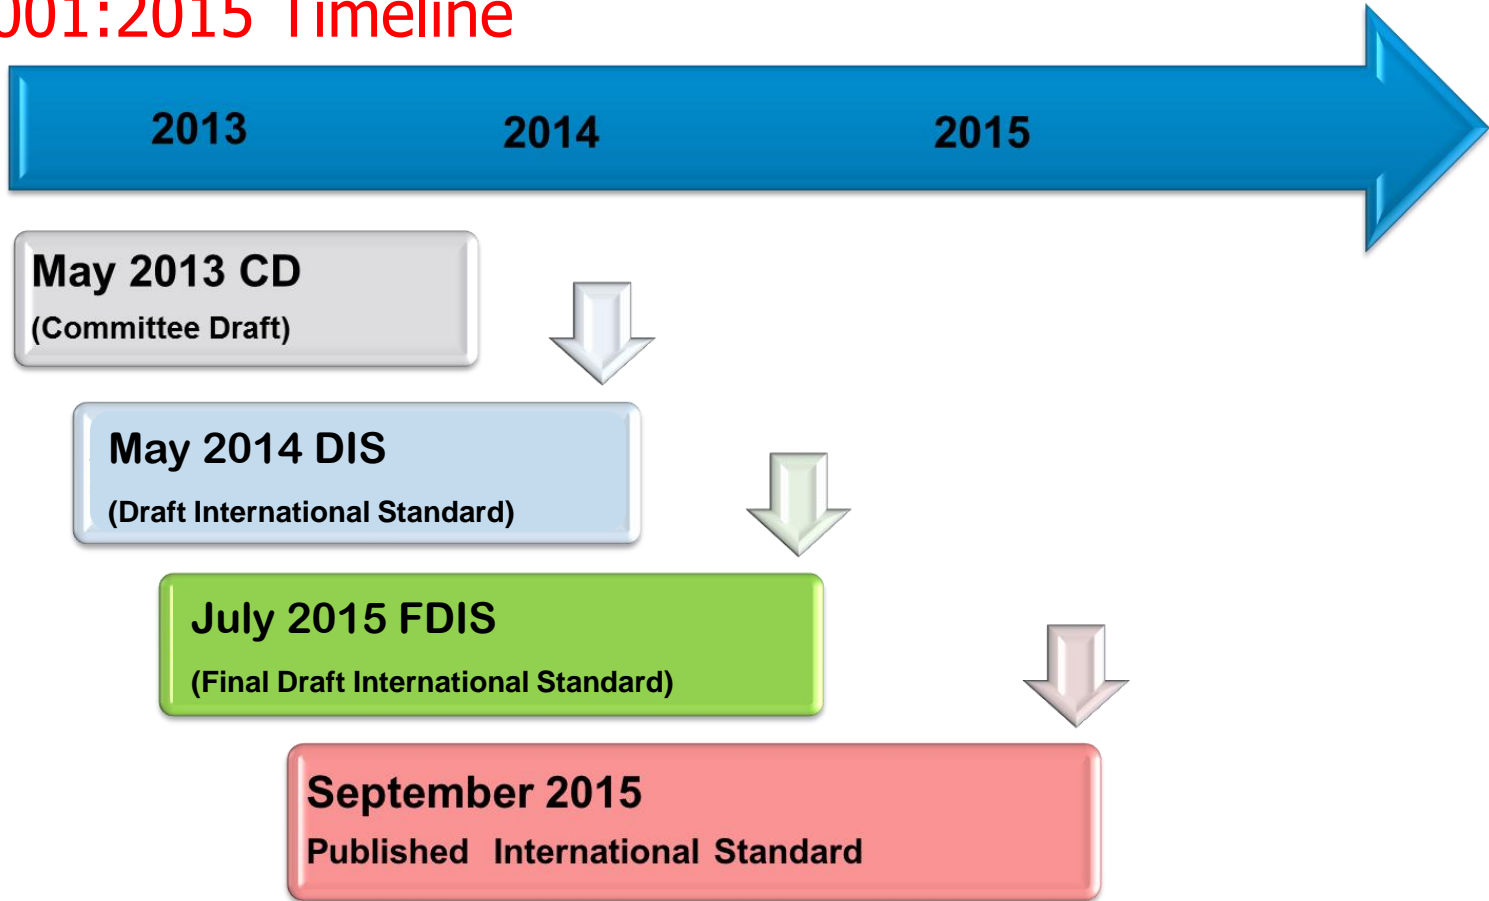 001:2015 Timeline
2013 2014 2015
May 2013 CD
(Committee Draft)
May 2014 DIS
(Draft International Standard)
July 2015 FDIS
(Final Draft International Standard)
September 2015
Published International Standard